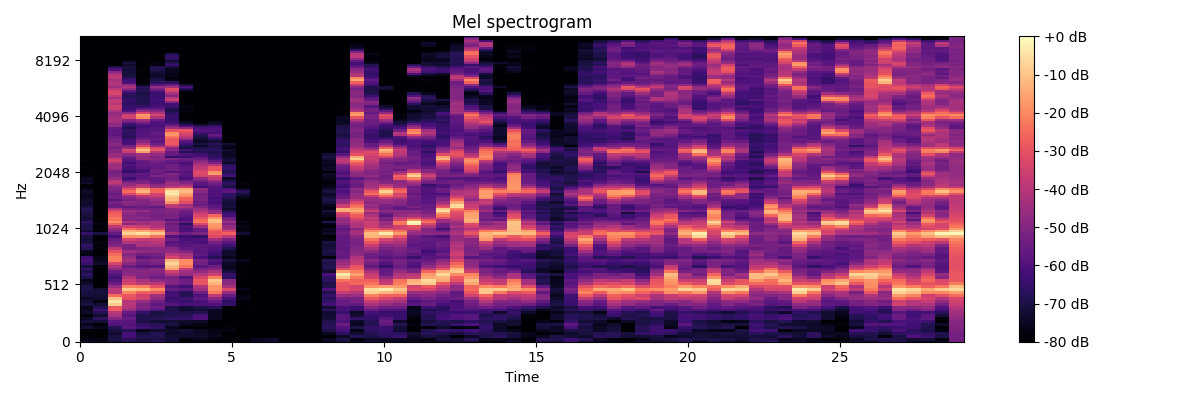 Mel spectrogram
8192
4096
2048
1024
512
0
Hz
0 5 10 15 20 25
Time
+0 dB
-10 dB
-20 dB
-30 dB
-40 dB
-50 dB
-60 dB
-70 dB
-80 dB